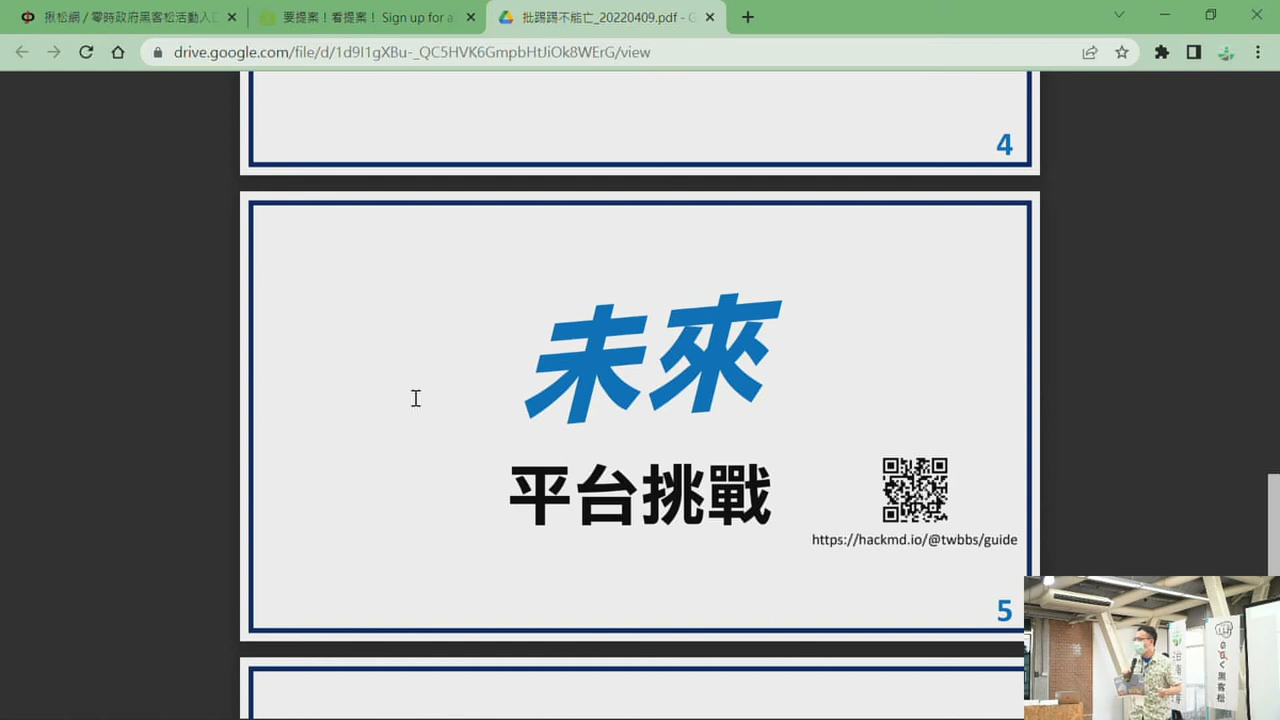 揪松網 / 零時政府黑客松活動入口
要提案！看提案！ Sign up for a
批踢踢不能亡_20220409.pdf - G
drive.google.com/file/d/1d9I1gXBu-_QC5HVK6GmpbHtJiOk8WErG/view
4
未來
平台挑戰
https://hackmd.io/@twbbs/guide
5
黑客松